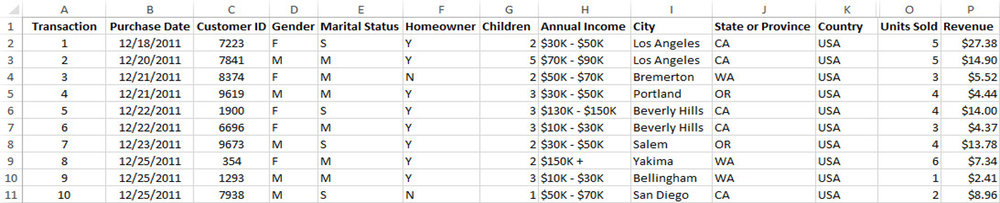 A B C D E F G H I J K O P
1 Transaction Purchase Date Customer ID Gender Marital Status Homeowner Children Annual Income City State or Province Country Units Sold Revenue
2 1 12/18/2011 7223 F S Y 2 $30K - $50K Los Angeles CA USA 5 $27.38
3 2 12/20/2011 7841 M M Y 5 $70K - $90K Los Angeles CA USA 5 $14.90
4 3 12/21/2011 8374 F M N 2 $50K - $70K Bremerton WA USA 3 $5.52
5 4 12/21/2011 9619 M M Y 3 $30K - $50K Portland OR USA 4 $4.44
6 5 12/22/2011 1900 F S Y 3 $130K - $150K Beverly Hills CA USA 4 $14.00
7 6 12/22/2011 6696 F M Y 3 $10K - $30K Beverly Hills CA USA 3 $4.37
8 7 12/23/2011 9673 M S Y 2 $30K - $50K Salem OR USA 4 $13.78
9 8 12/25/2011 354 F M Y 2 $150K + Yakima WA USA 6 $7.34
10 9 12/25/2011 1293 M M Y 3 $10K - $30K Bellingham WA USA 1 $2.41
11 10 12/25/2011 7938 M S N 1 $50K - $70K San Diego CA USA 2 $8.96